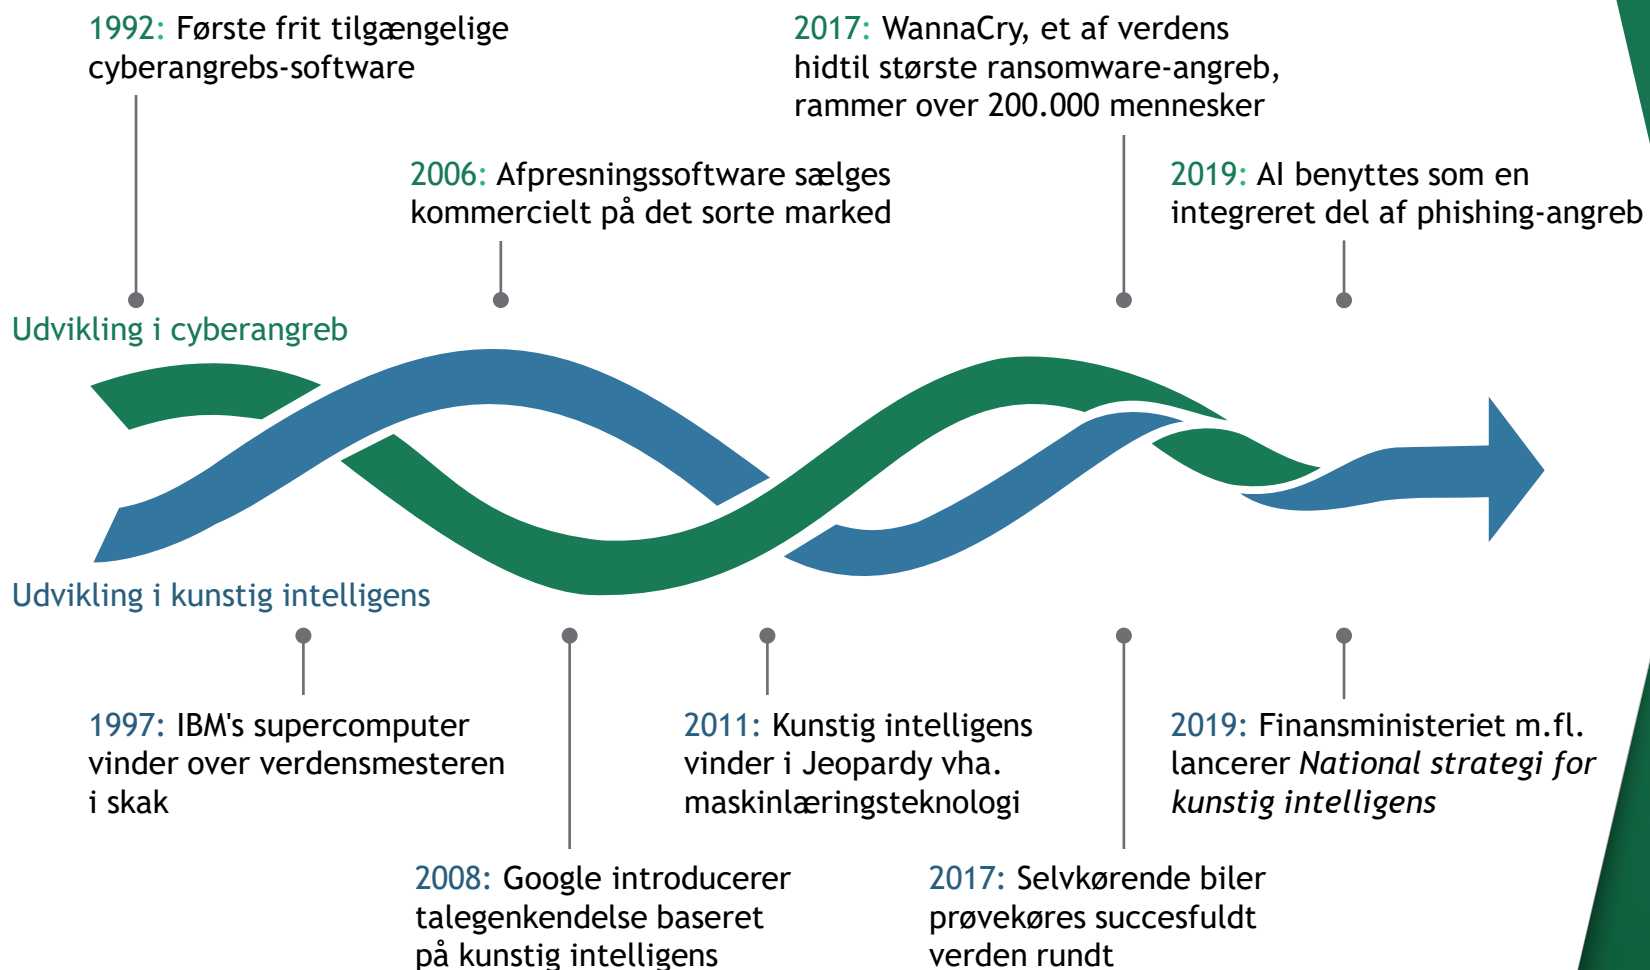 1992: Første frit tilgængelige
cyberangrebs-software
2017: WannaCry, et af verdens
hidtil største ransomware-angreb,
rammer over 200.000 mennesker
2006: Afpresningssoftware sælges
kommercielt på det sorte marked
2019: AI benyttes som en
integreret del af phishing-angreb
Udvikling i cyberangreb
Udvikling i kunstig intelligens
1997: IBM's supercomputer
vinder over verdensmesteren
i skak
2011: Kunstig intelligens
vinder i Jeopardy vha.
maskinlæringsteknologi
2019: Finansministeriet m.fl.
lancerer National strategi for
kunstig intelligens
2008: Google introducerer
talegenkendelse baseret
på kunstig intelligens
2017: Selvkørende biler
prøvekøres succesfuldt
verden rundt